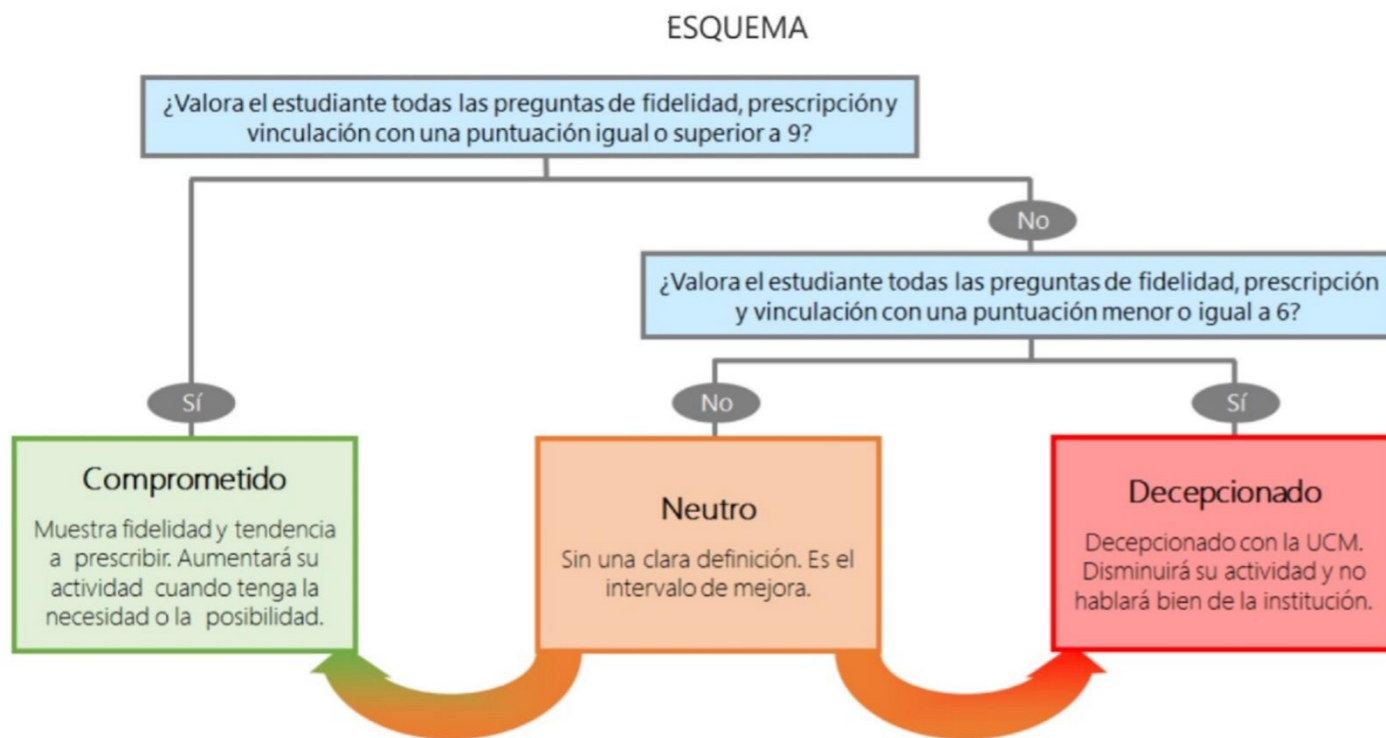 ESQUEMA
¿Valora el estudiante todas las preguntas de fidelidad, prescripción y
vinculación con una puntuación igual o superior a 9?
No
¿Valora el estudiante todas las preguntas de fidelidad, prescripción
y vinculación con una puntuación menor o igual a 6?
Sí
No
Sí
Comprometido
Muestra fidelidad y tendencia
a prescribir. Aumentará su
actividad cuando tenga la
necesidad o la posibilidad.
Neutro
Sin una clara definición. Es el
intervalo de mejora.
Decepcionado
Decepcionado con la UCM.
Disminuirá su actividad y no
hablará bien de la institución.